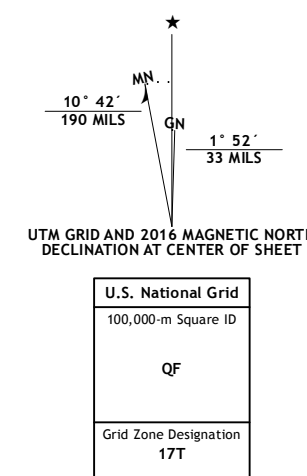 ★
MN
10° 42´
190 MILS
GN
1° 52´
33 MILS
UTM GRID AND 2016 MAGNETIC NORT
DECLINATION AT CENTER OF SHEET
U.S. National Grid
100,000-m Square ID
QF
Grid Zone Designation
17T